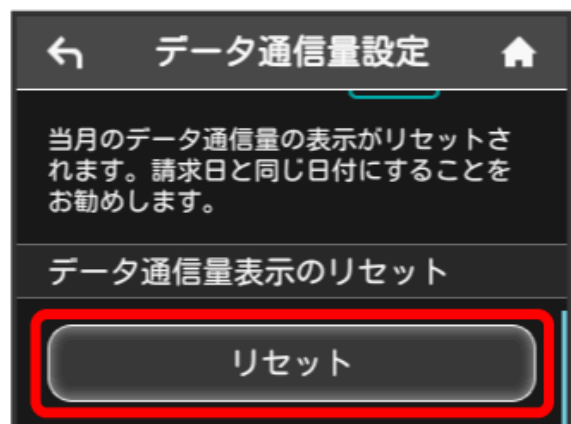 データ通信量設定
当月のデータ通信量の表示がリセットさ
れます。請求日と同じ日付にすることを
お勧めします。
データ通信量表示のリセット
リセット